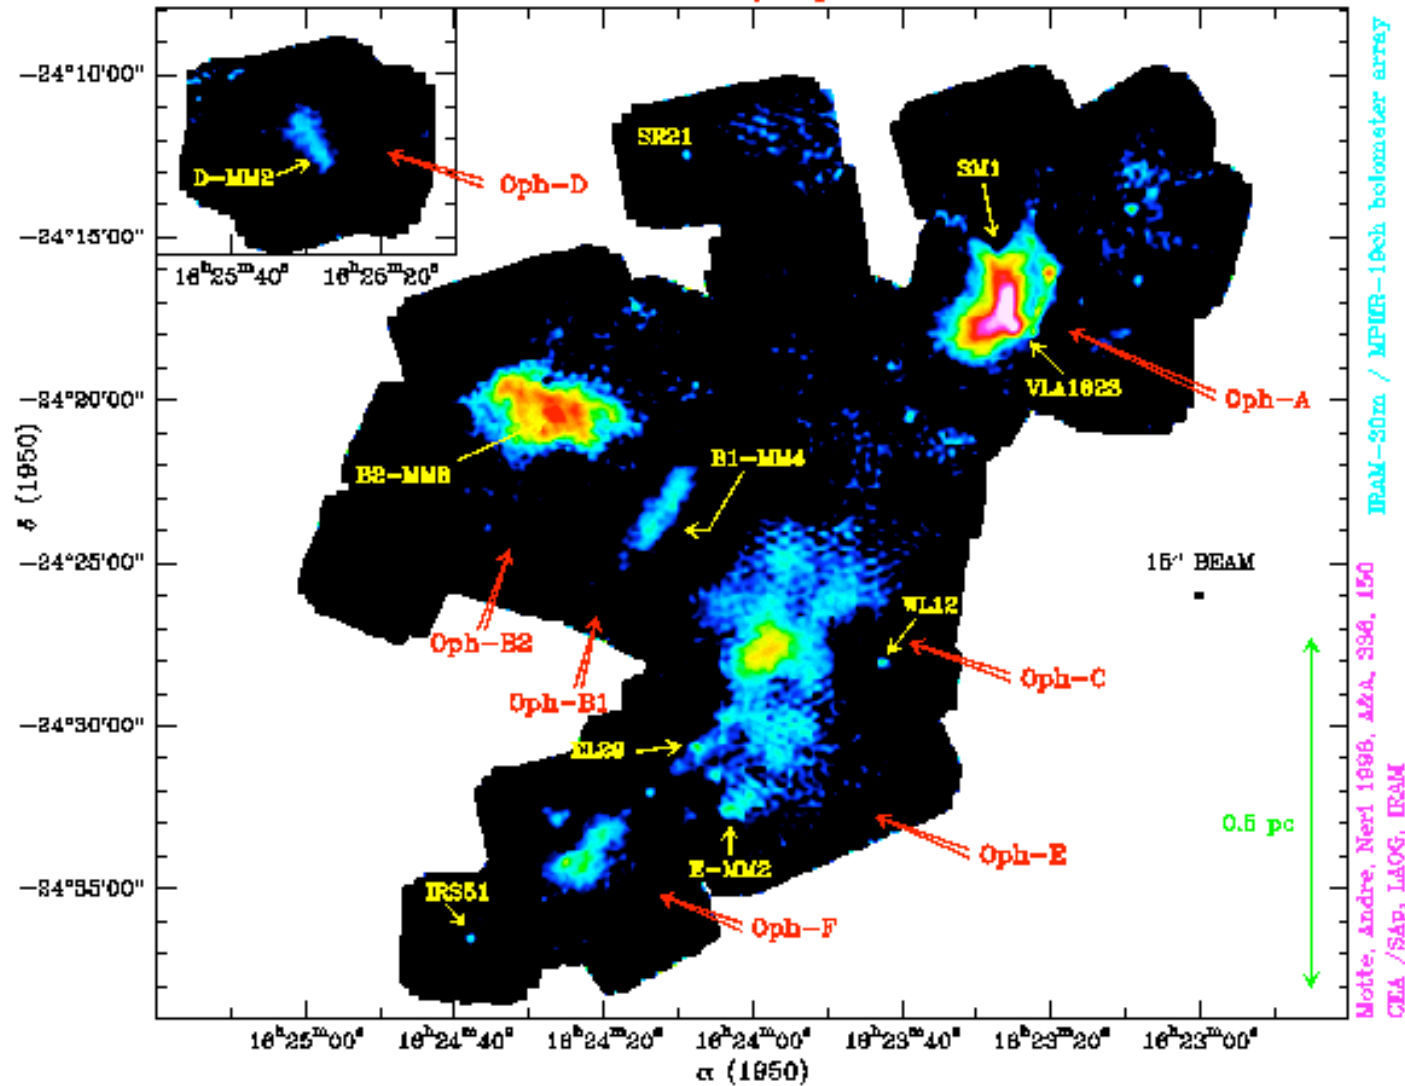 -24°10'00"
-24°15'00"
-24°20'00"
-24°25'00"
-24°30'00"
-24°35'00"
δ (1950)
D-MM2
Oph-D
16h25m40s
16h25m20s
SR21
SM1
VLA1623
Oph-A
B2-MM8
B1-MM4
Oph-B2
Oph-B1
WL12
Oph-C
15" BEAM
EL29
E-MM2
Oph-E
IRS51
Oph-F
0.5 pc
16h25m00s
16h24m40s
16h24m20s
16h24m00s
16h23m40s
16h23m20s
16h23m00s
α (1950)
IRAM-30m / MPIfR-19ch bolometer array
Motte, Andre, Neri 1998, A&A, 336, 150
CEA /SAp, LAOG, IRAM